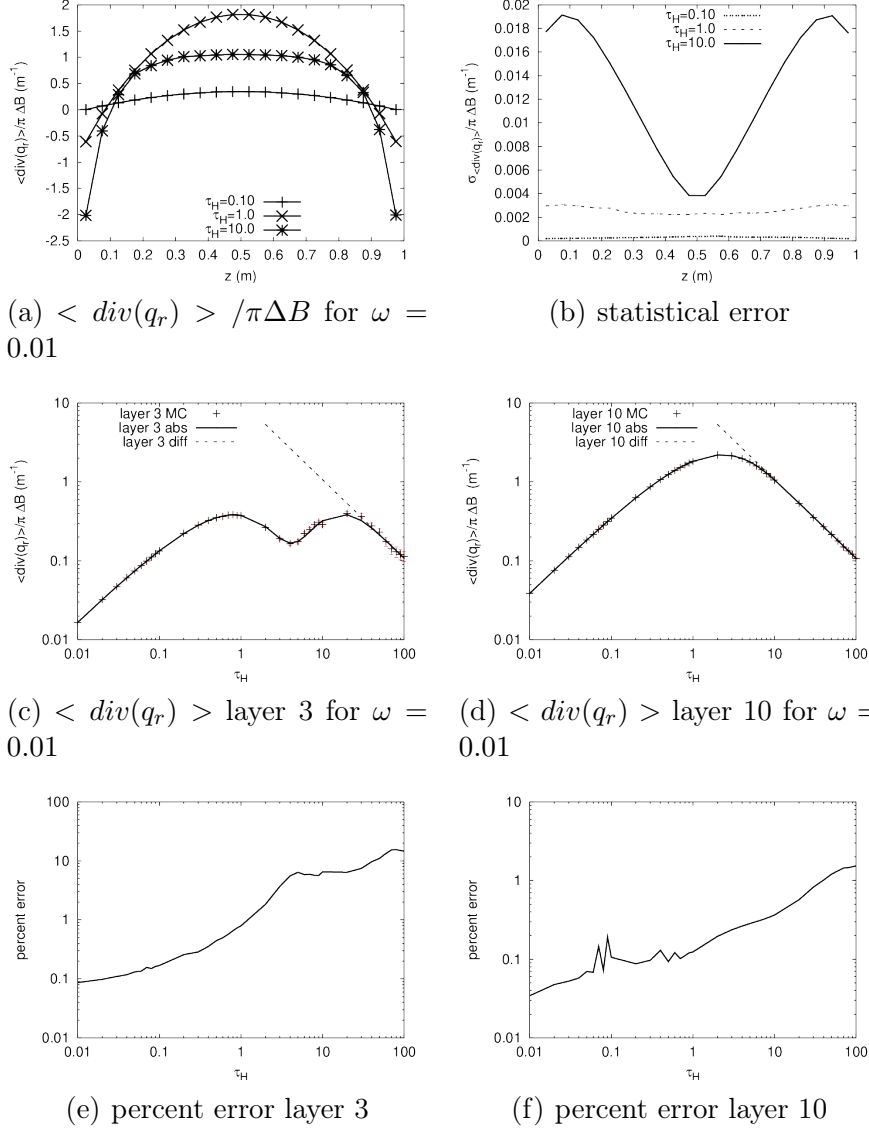 2
1.5
1
0.5
0
-0.5
-1
-1.5
-2
-2.5
<div(qr)>/π ΔB (m-1)
τH=0.10
τH=1.0
τH=10.0
0 0.1 0.2 0.3 0.4 0.5 0.6 0.7 0.8 0.9 1
z (m)
(a) < div(qr) > /πΔB for ω =
0.01
0.02
0.018
0.016
0.014
0.012
0.01
0.008
0.006
0.004
0.002
0
σ<div(qr)>/π ΔB (m-1)
τH=0.10
τH=1.0
τH=10.0
0 0.1 0.2 0.3 0.4 0.5 0.6 0.7 0.8 0.9 1
z (m)
(b) statistical error
10
1
0.1
0.01
<div(qr)>/π ΔB (m-1)
layer 3 MC
layer 3 abs
layer 3 diff
0.01 0.1 1 10 100
τH
(c) < div(qr) > layer 3 for ω =
0.01
10
1
0.1
0.01
<div(qr)>/π ΔB (m-1)
layer 10 MC
layer 10 abs
layer 10 diff
0.01 0.1 1 10 100
τH
(d) < div(qr) > layer 10 for ω =
0.01
100
10
1
0.1
0.01
percent error
0.01 0.1 1 10 100
τH
(e) percent error layer 3
10
1
0.1
0.01
percent error
0.01 0.1 1 10 100
τH
(f) percent error layer 10